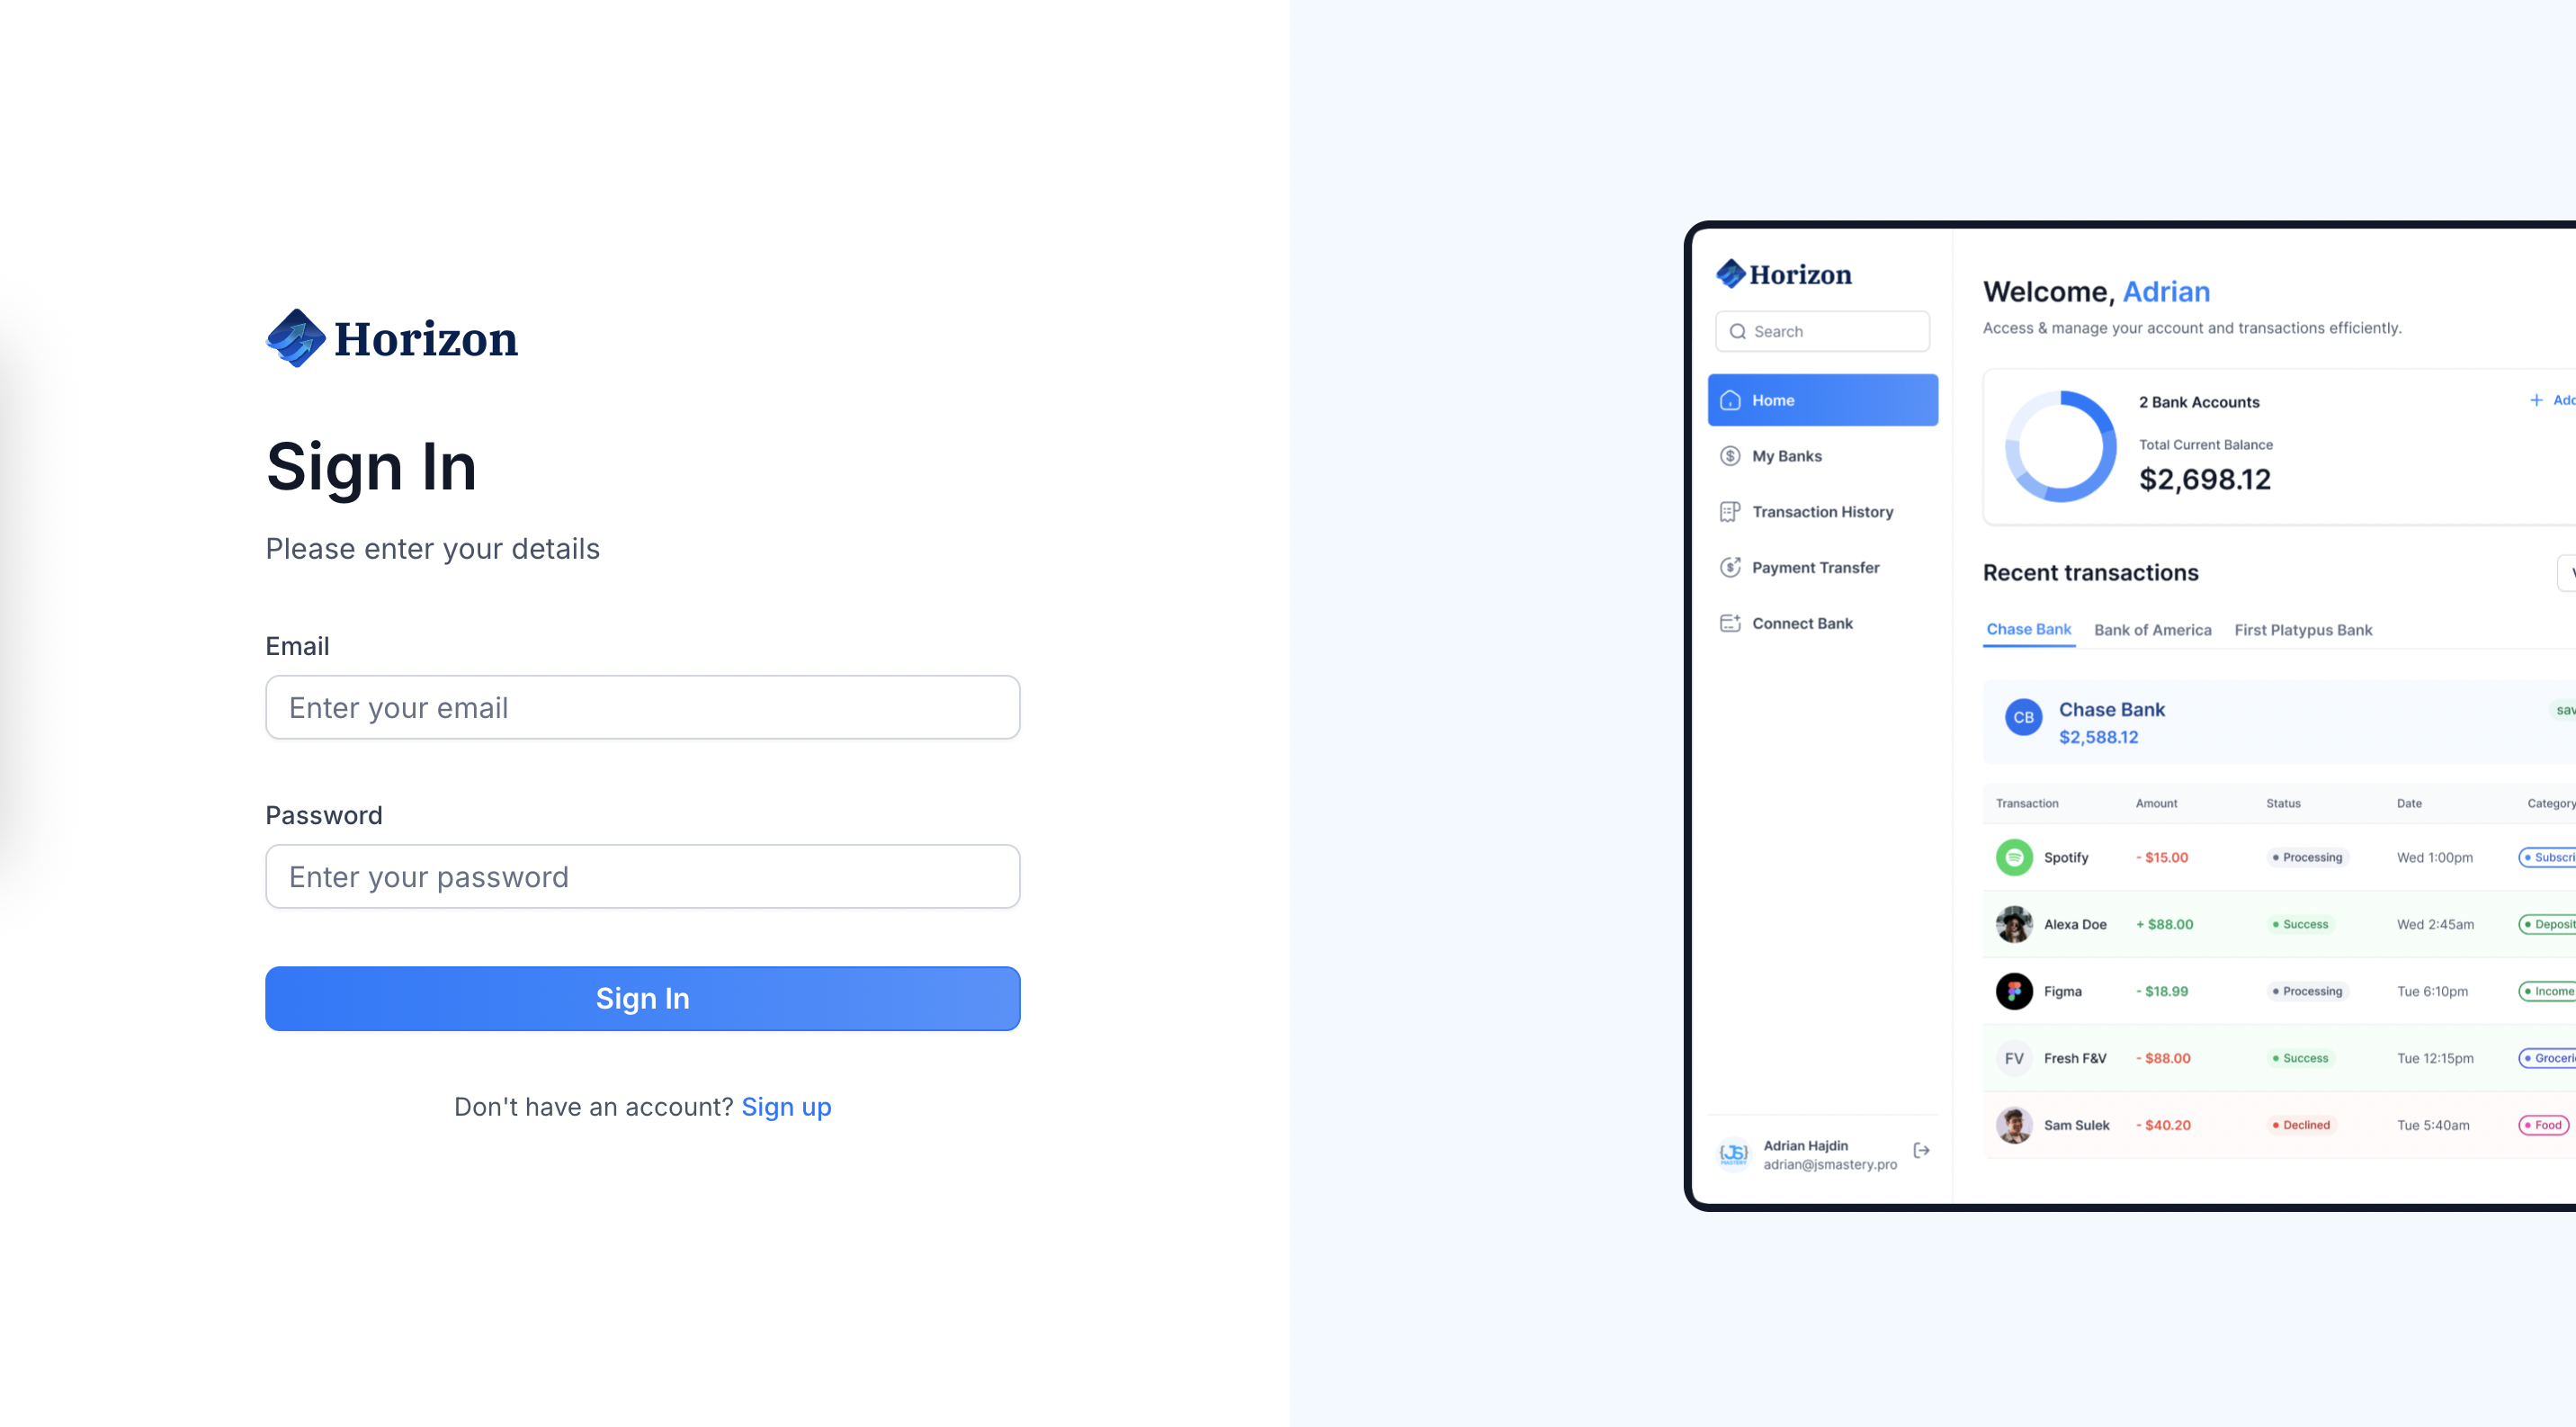 Horizon
Sign In
Please enter your details
Email
Enter your email
Password
Enter your password
Sign In
Don't have an account? Sign up
Horizon
Search
Home
My Banks
Transaction History
Payment Transfer
Connect Bank
{JS}
MASTERY
Adrian Hajdin
adrian@jsmastery.pro
Welcome, Adrian
Access & manage your account and transactions efficiently.
2 Bank Accounts
+ Add
Total Current Balance
$2,698.12
Recent transactions
Chase Bank Bank of America First Platypus Bank
CB Chase Bank
$2,588.12
Transaction Amount Status Date Category
Spotify - $15.00 Processing Wed 1:00pm
Alexa Doe + $88.00 Success Wed 2:45am Deposit
Figma - $18.99 Processing Tue 6:10pm Income
FV Fresh F&V - $88.00 Success Tue 12:15pm
Sam Sulek - $40.20 Declined Tue 5:40am Food